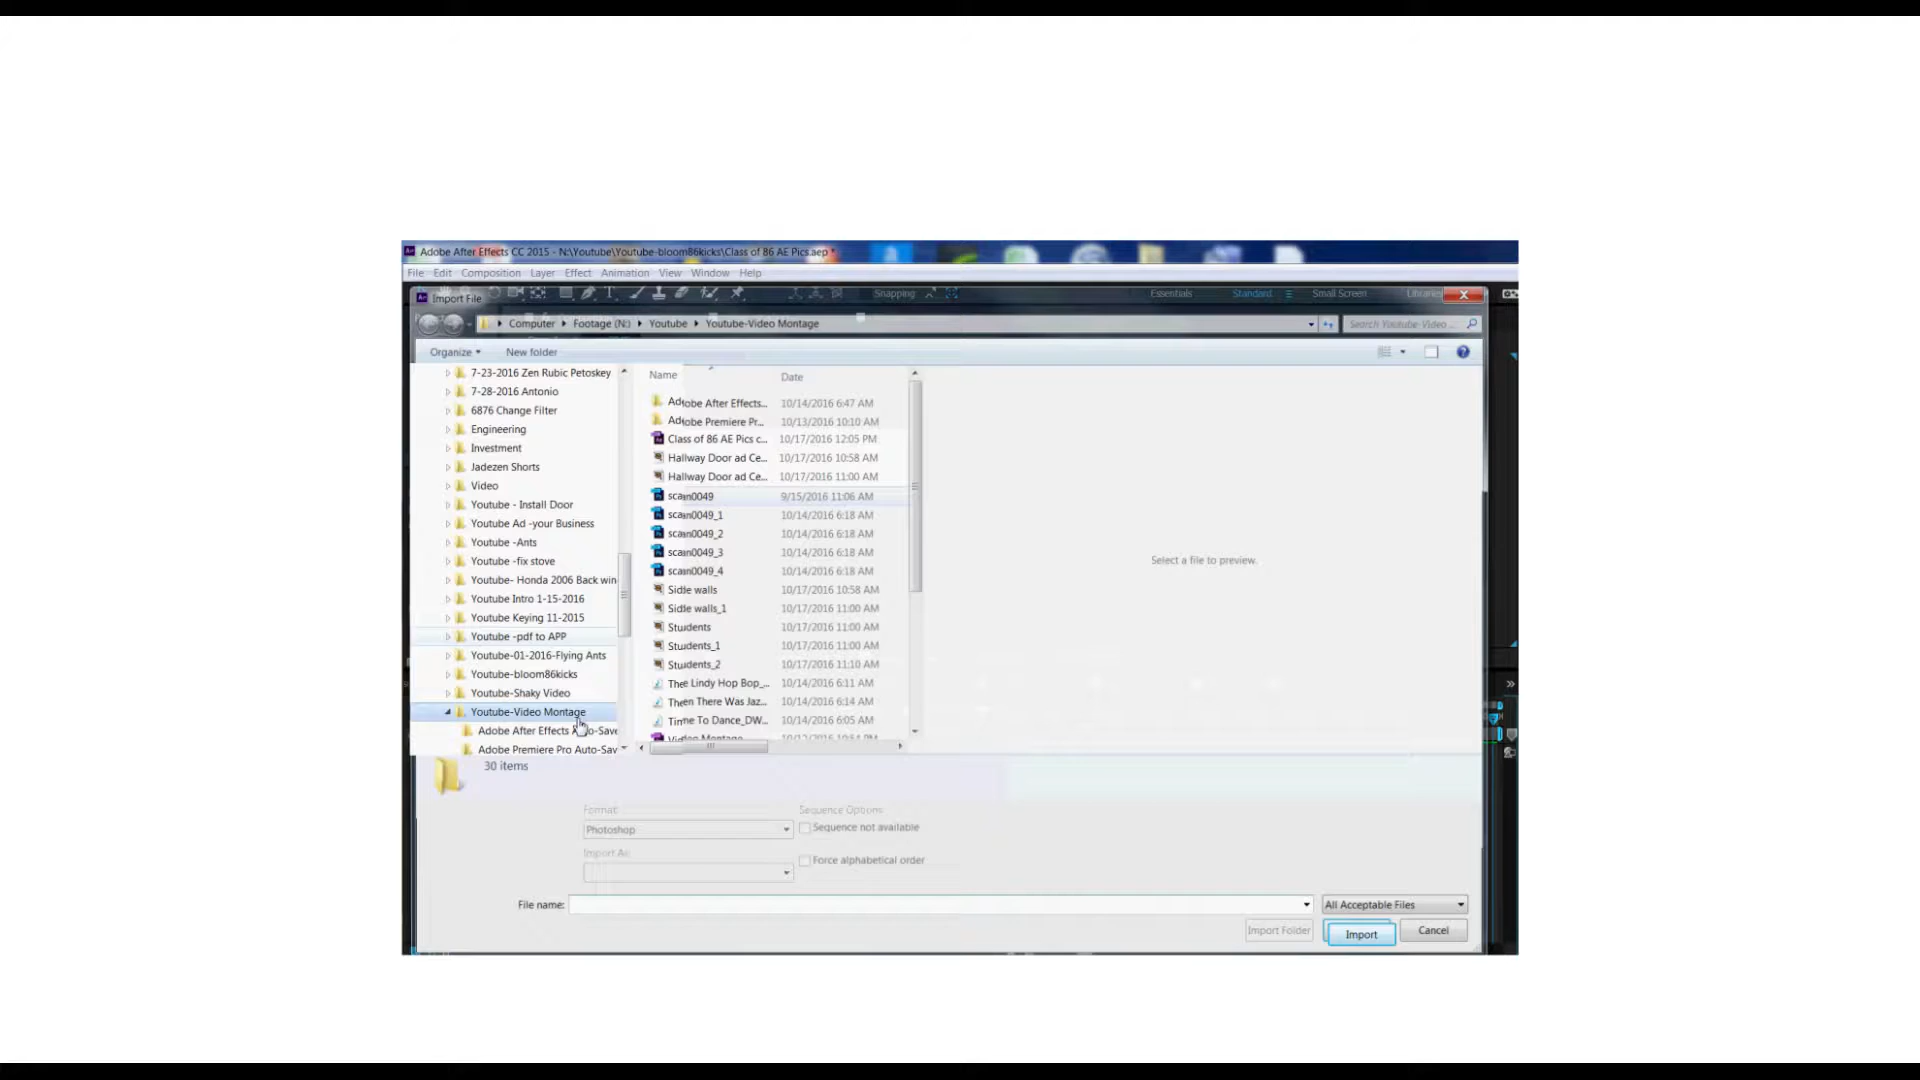 Adobe After Effects CC 2015 - N:\Youtube\Youtube-bloom86kicks\Class of 86 AE Pics.aep *
File Edit Composition Layer Effect Animation View Window Help
Import File
Snapping Essentials Standard Small Screen Libraries
Computer Footage (N:) Youtube Youtube-Video Montage Search Youtube-Video ...
Organize New folder
Name Date
7-23-2016 Zen Rubic Petoskey
7-28-2016 Antonio
6876 Change Filter
Engineering
Investment
Jadezen Shorts
Video
Youtube - Install Door
Youtube Ad -your Business
Youtube -Ants
Youtube -fix stove
Youtube- Honda 2006 Back win
Youtube Intro 1-15-2016
Youtube Keying 11-2015
Youtube -pdf to APP
Youtube-01-2016-Flying Ants
Youtube-bloom86kicks
Youtube-Shaky Video
Youtube-Video Montage
Adobe After Effects Auto-Save
Adobe Premiere Pro Auto-Sav
Adobe After Effects... 10/14/2016 6:47 AM
Adobe Premiere Pr... 10/13/2016 10:10 AM
Class of 86 AE Pics c... 10/17/2016 12:05 PM
Hallway Door ad Ce... 10/17/2016 10:58 AM
Hallway Door ad Ce... 10/17/2016 11:00 AM
scan0049 9/15/2016 11:06 AM
scan0049_1 10/14/2016 6:18 AM
scan0049_2 10/14/2016 6:18 AM
scan0049_3 10/14/2016 6:18 AM
scan0049_4 10/14/2016 6:18 AM
Side walls 10/17/2016 10:58 AM
Side walls_1 10/17/2016 11:00 AM
Students 10/17/2016 11:00 AM
Students_1 10/17/2016 11:00 AM
Students_2 10/17/2016 11:10 AM
The Lindy Hop Bop_... 10/14/2016 6:11 AM
Then There Was Jaz... 10/14/2016 6:14 AM
Time To Dance_DW... 10/14/2016 6:05 AM
Video Montage 10/12/2016 10:54 PM
Select a file to preview.
30 items
Format:
Photoshop
Import As:
Sequence Options
Sequence not available
Force alphabetical order
File name: All Acceptable Files
Import Folder Import Cancel